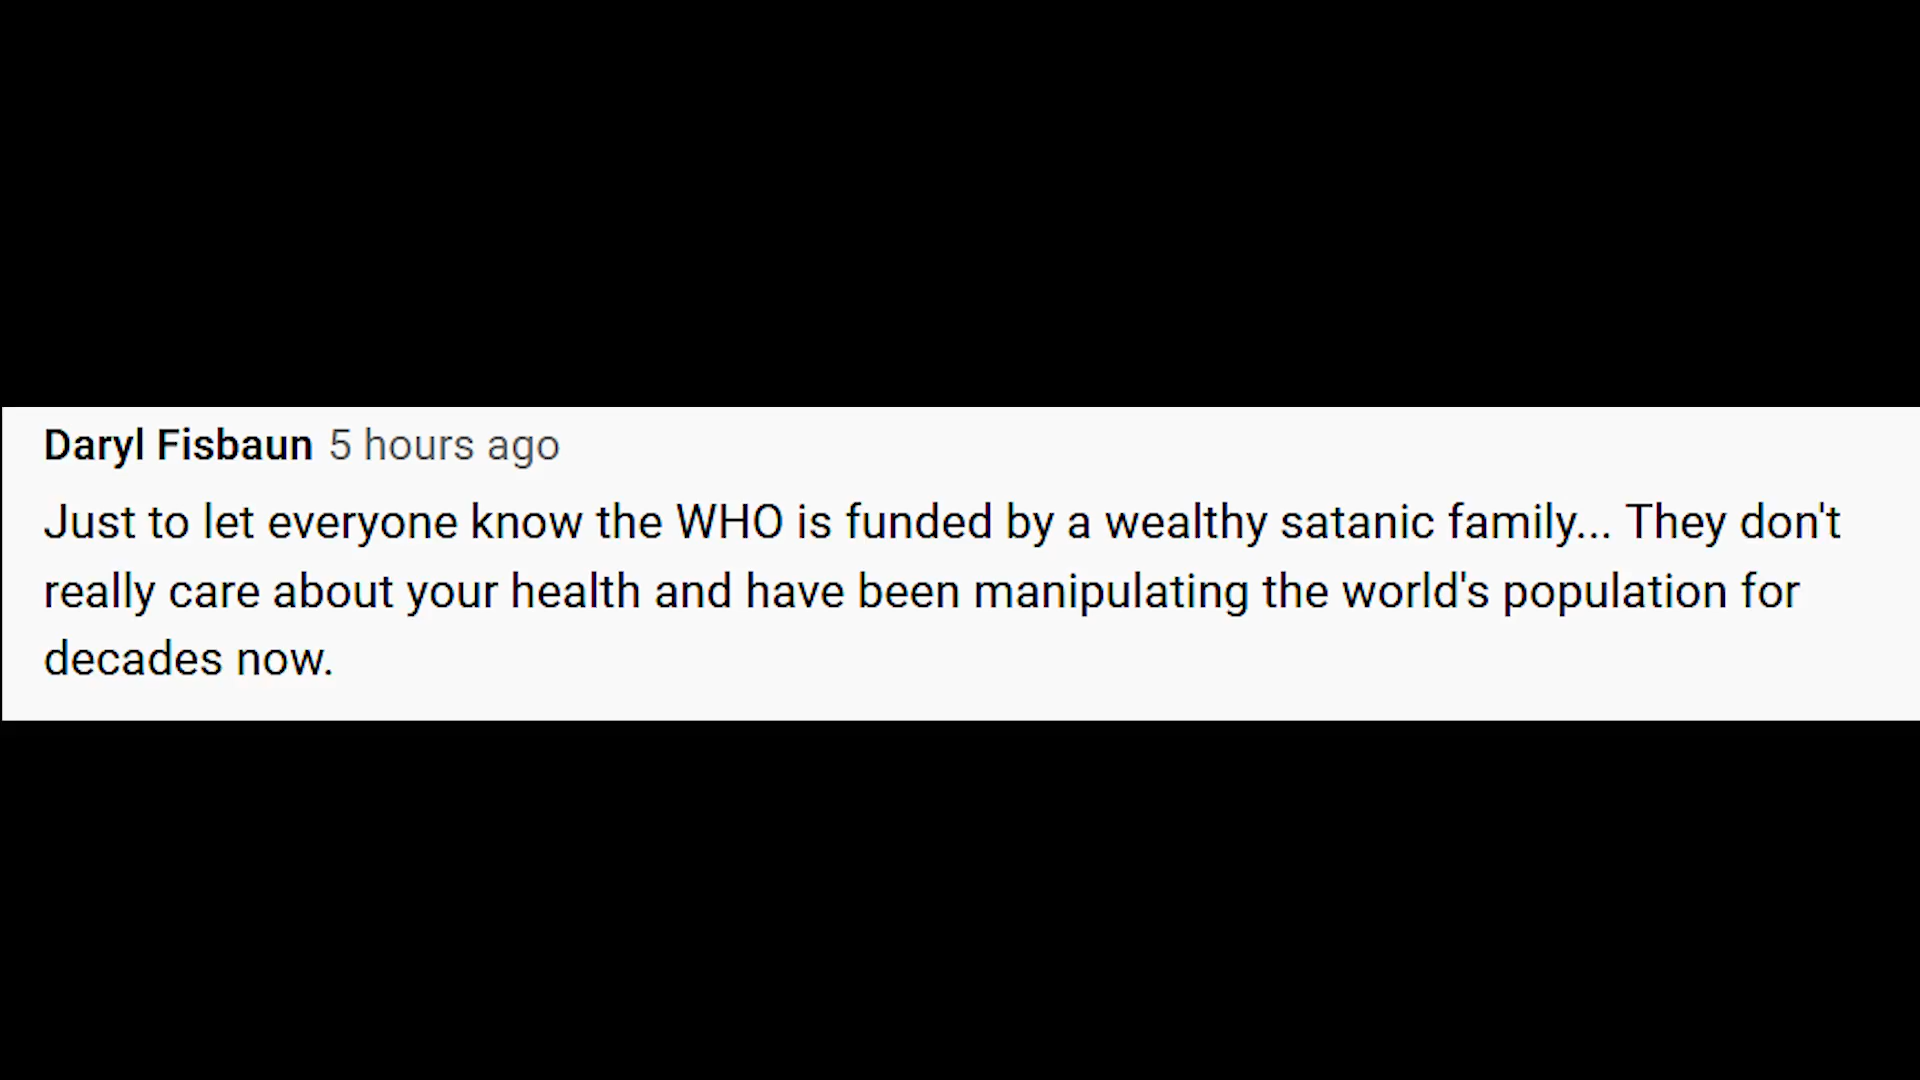 Daryl Fisbaun 5 hours ago
Just to let everyone know the WHO is funded by a wealthy satanic family... They don't
really care about your health and have been manipulating the world's population for
decades now.